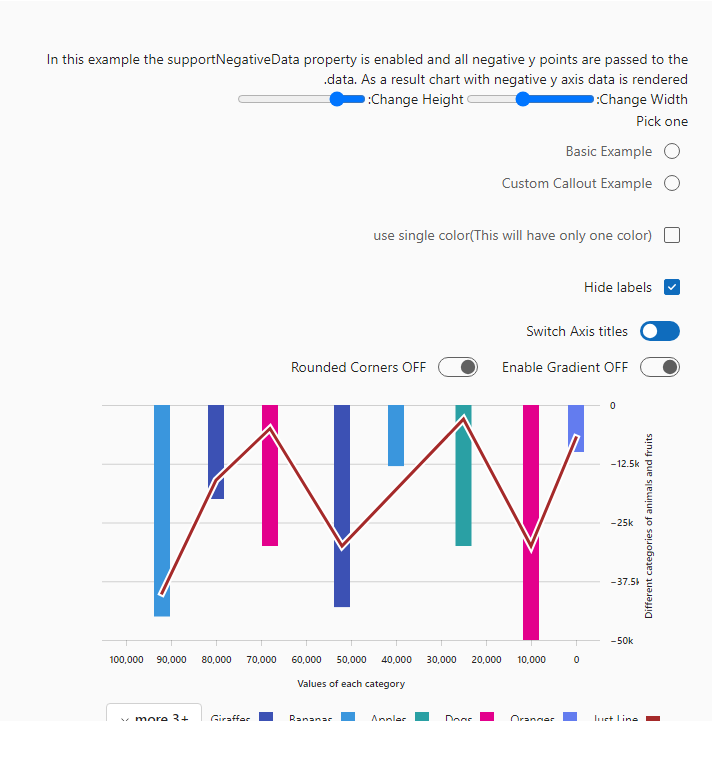 In this example the supportNegativeData property is enabled and all negative y points are passed to the
.data. As a result chart with negative y axis data is rendered
:Change Height :Change Width
Pick one
Basic Example
Custom Callout Example
use single color(This will have only one color)
Hide labels
Switch Axis titles
Rounded Corners OFF Enable Gradient OFF
0
−12.5k
−25k
−37.5k
−50k
Different categories of animals and fruits
100,000 90,000 80,000 70,000 60,000 50,000 40,000 30,000 20,000 10,000 0
Values of each category
more 3+ Giraffes Bananas Apples Dogs Oranges Just Line